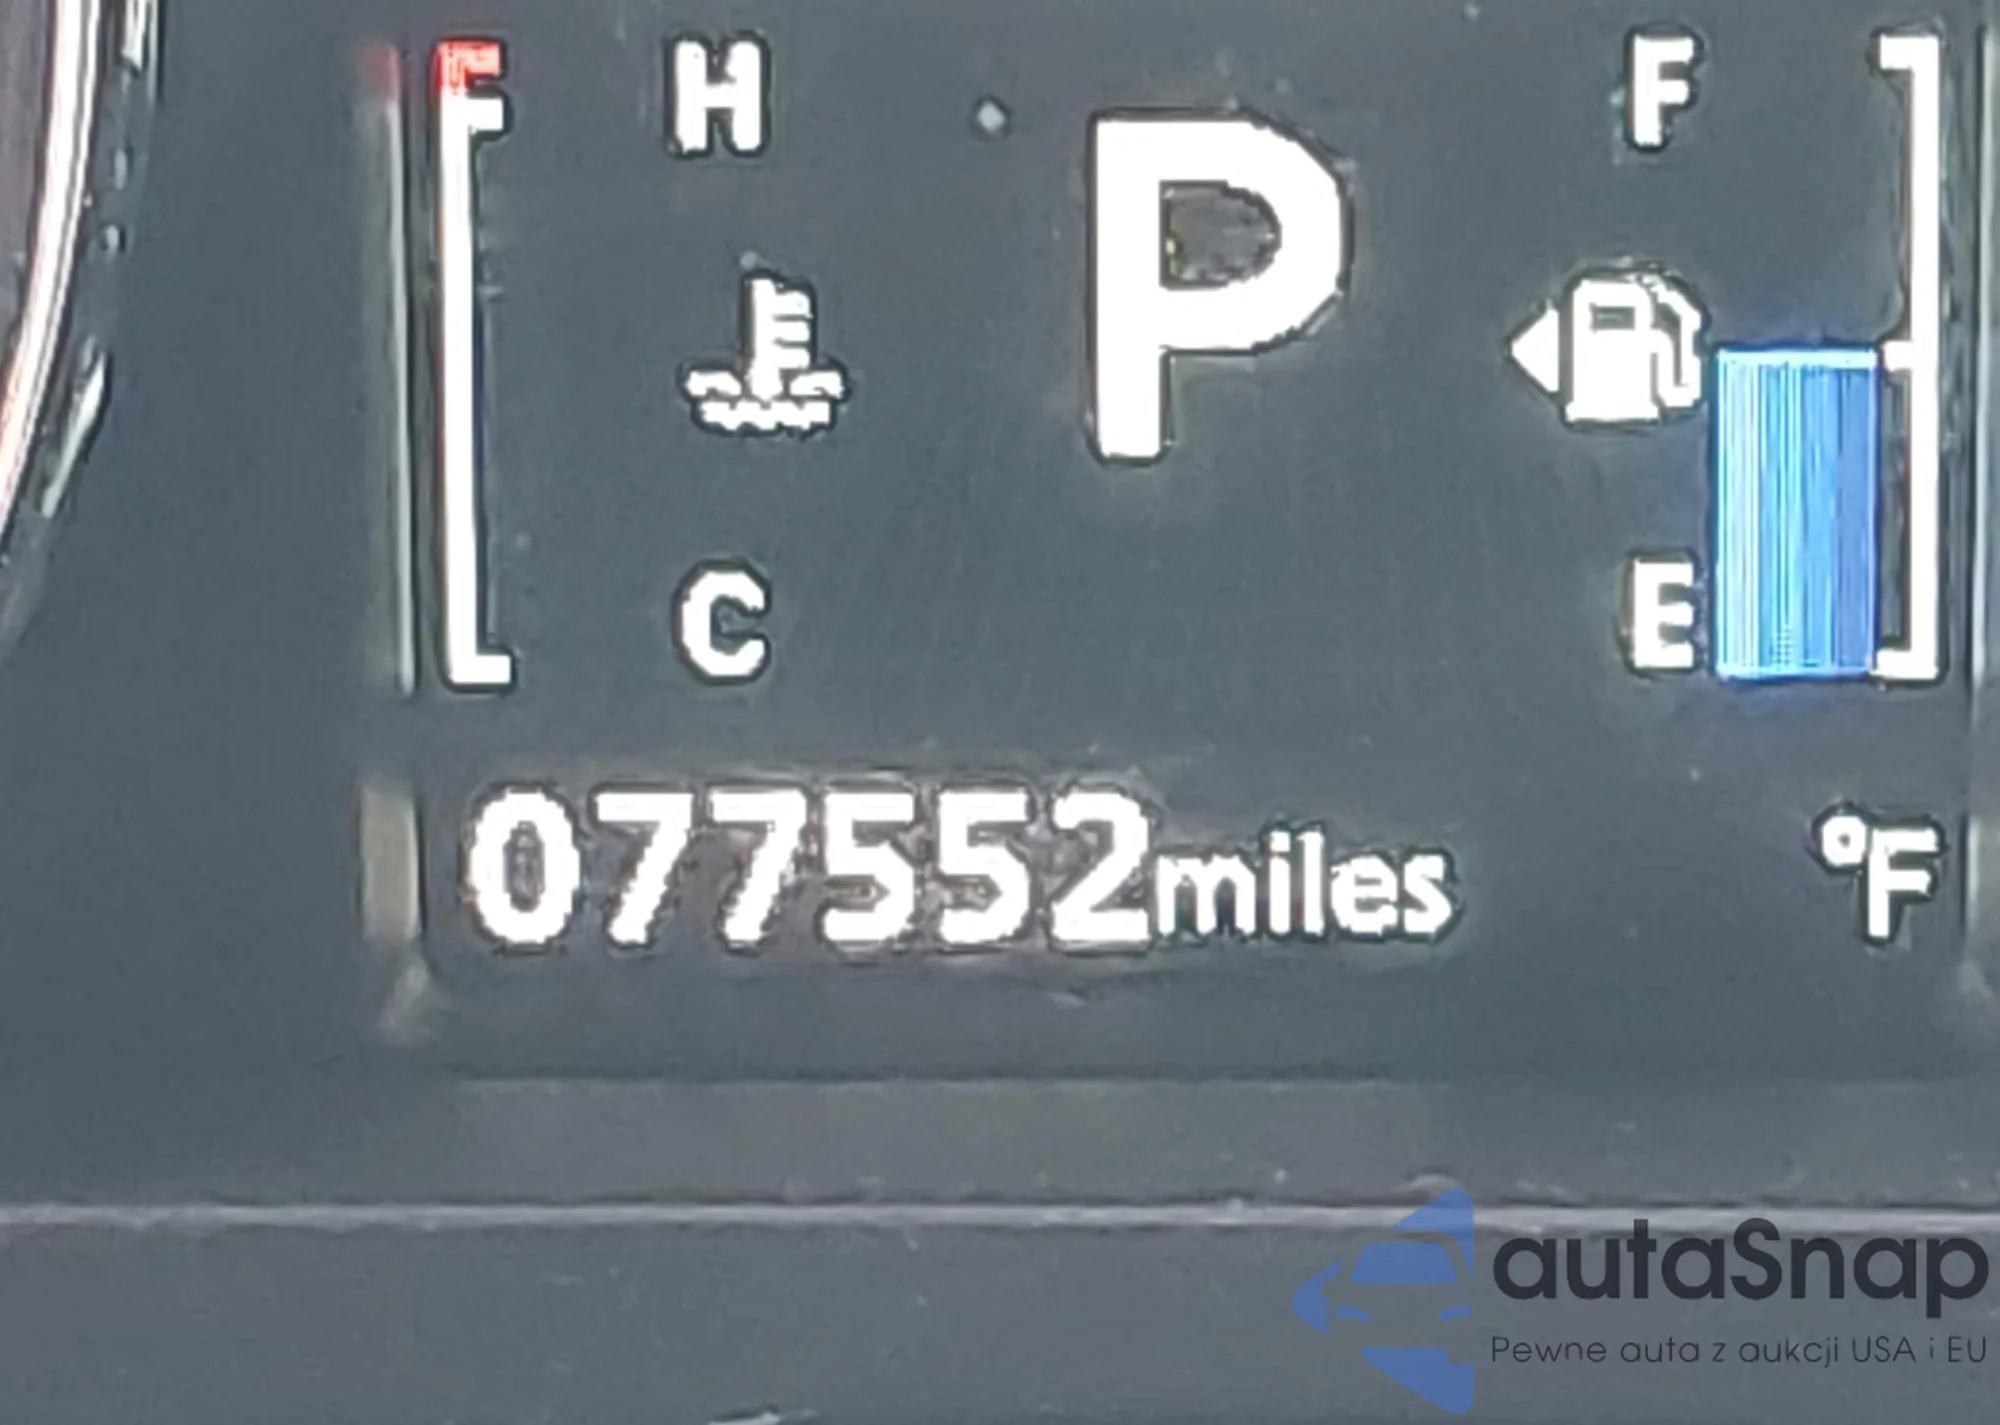 H
P
F
C
E
077552miles
°F
autaSnap
Pewne auta z aukcji USA i EU